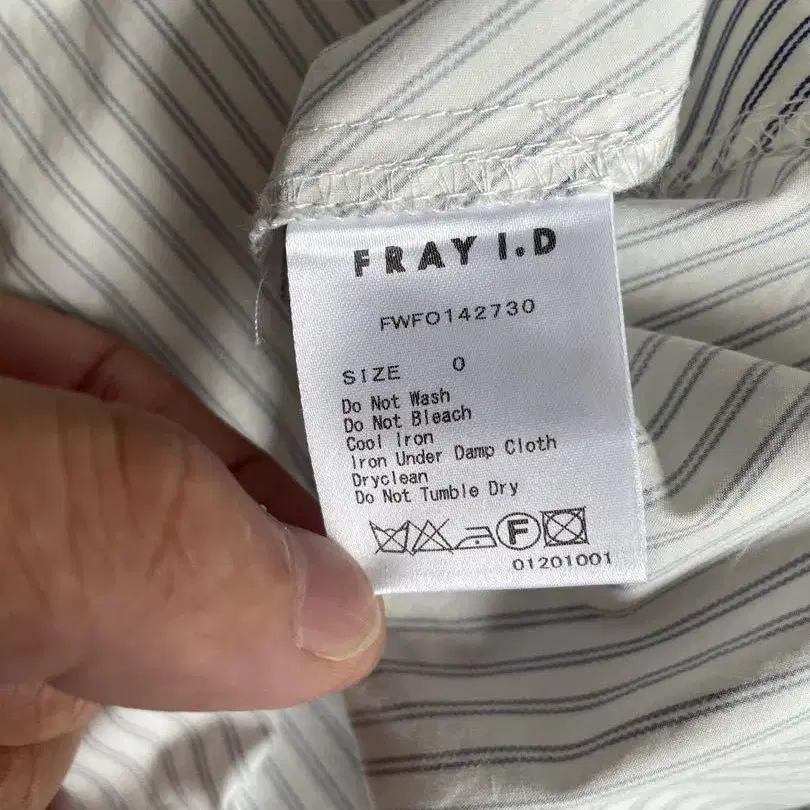 FRAY I.D
FWFO142730
SIZE 0
Do Not Wash
Do Not Bleach
Cool Iron
Iron Under Damp Cloth
Dryclean
Do Not Tumble Dry
F
01201001